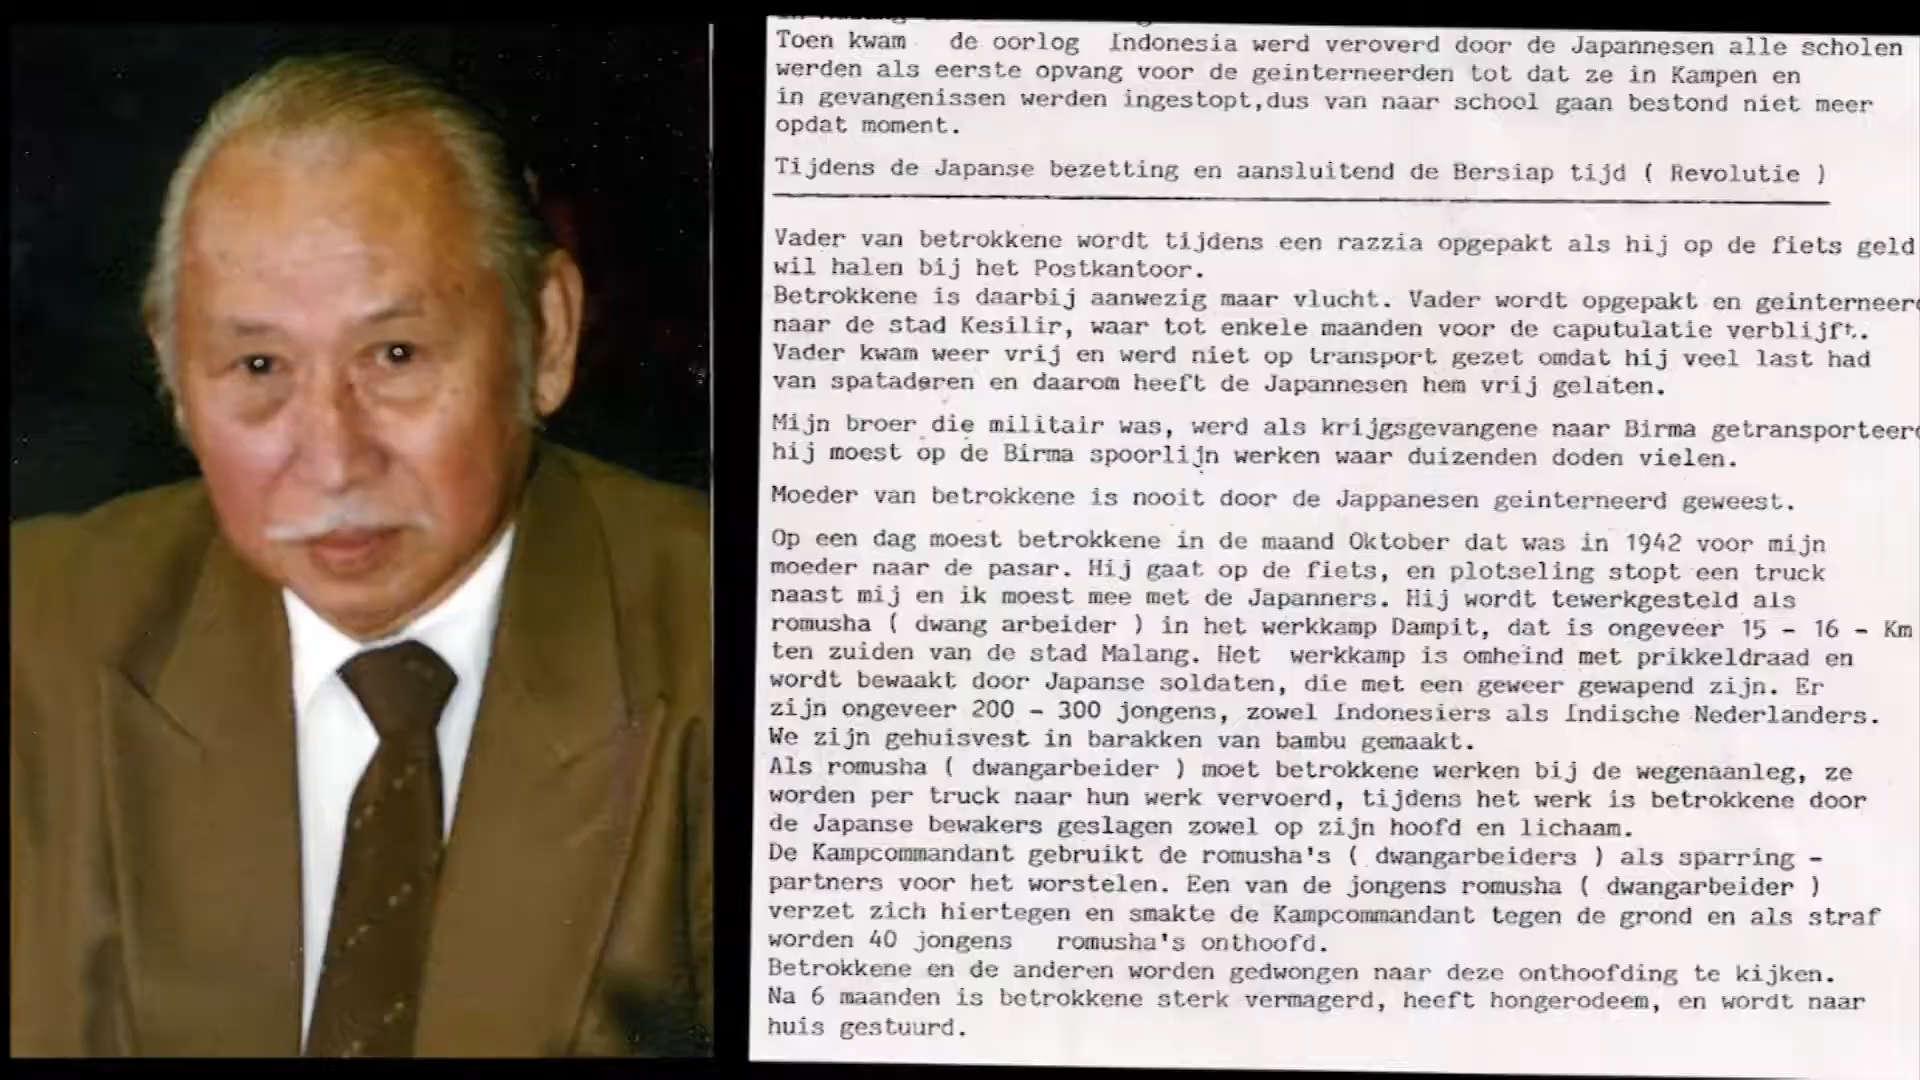 Toen kwam de oorlog Indonesia werd veroverd door de Japannesen alle scholen
werden als eerste opvang voor de geinterneerden tot dat ze in Kampen en
in gevangenissen werden ingestopt,dus van naar school gaan bestond niet meer
opdat moment.
Tijdens de Japanse bezetting en aansluitend de Bersiap tijd ( Revolutie )
Vader van betrokkene wordt tijdens een razzia opgepakt als hij op de fiets geld
wil halen bij het Postkantoor.
Betrokkene is daarbij aanwezig maar vlucht. Vader wordt opgepakt en geinterneerd
naar de stad Kesilir, waar tot enkele maanden voor de caputulatie verblijft.
Vader kwam weer vrij en werd niet op transport gezet omdat hij veel last had
van spataderen en daarom heeft de Japannesen hem vrij gelaten.
Mijn broer die militair was, werd als krijgsgevangene naar Birma getransporteerd
hij moest op de Birma spoorlijn werken waar duizenden doden vielen.
Moeder van betrokkene is nooit door de Jappanesen geinterneerd geweest.
Op een dag moest betrokkene in de maand Oktober dat was in 1942 voor mijn
moeder naar de pasar. Hij gaat op de fiets, en plotseling stopt een truck
naast mij en ik moest mee met de Japanners. Hij wordt tewerkgesteld als
romusha ( dwang arbeider ) in het werkkamp Dampit, dat is ongeveer 15 - 16 - Km
ten zuiden van de stad Malang. Het werkkamp is omheind met prikkeldraad en
wordt bewaakt door Japanse soldaten, die met een geweer gewapend zijn. Er
zijn ongeveer 200 - 300 jongens, zowel Indonesiers als Indische Nederlanders.
We zijn gehuisvest in barakken van bambu gemaakt.
Als romusha ( dwangarbeider ) moet betrokkene werken bij de wegenaanleg, ze
worden per truck naar hun werk vervoerd, tijdens het werk is betrokkene door
de Japanse bewakers geslagen zowel op zijn hoofd en lichaam.
De Kampcommandant gebruikt de romusha's ( dwangarbeiders ) als sparring -
partners voor het worstelen. Een van de jongens romusha ( dwangarbeider )
verzet zich hiertegen en smakte de Kampcommandant tegen de grond en als straf
worden 40 jongens romusha's onthoofd.
Betrokkene en de anderen worden gedwongen naar deze onthoofding te kijken.
Na 6 maanden is betrokkene sterk vermagerd, heeft hongerodeem, en wordt naar
huis gestuurd.